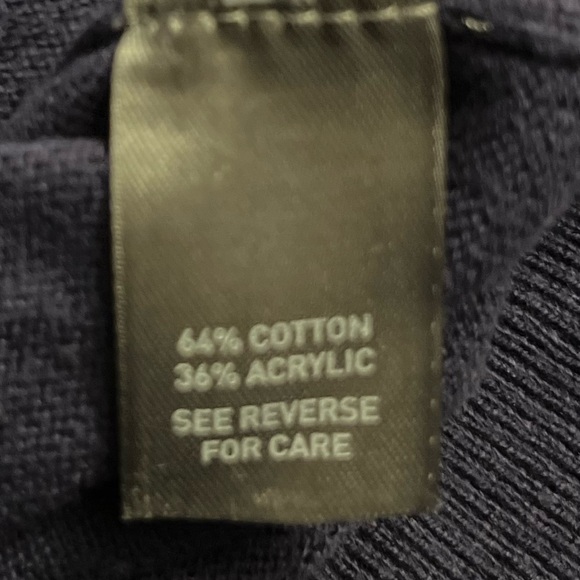 64% COTTON
36% ACRYLIC
SEE REVERSE
FOR CARE